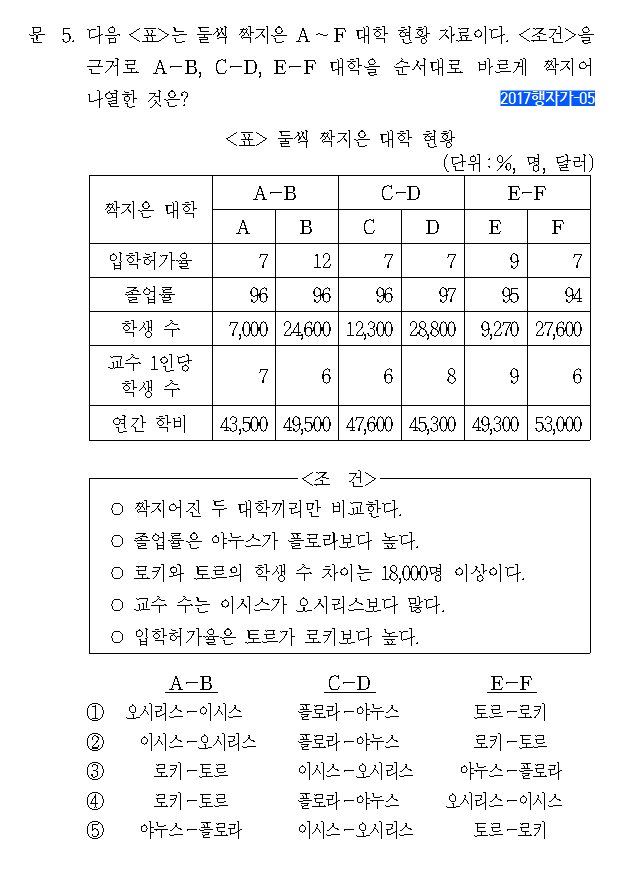 문 5. 다음 <표>는 둘씩 짝지은 A ~ F 대학 현황 자료이다. <조건>을
근거로 A-B, C-D, E-F 대학을 순서대로 바르게 짝지어
나열한 것은?
2017행자가-05
<표> 둘씩 짝지은 대학 현황
(단위 : %, 명, 달러)
짝지은 대학 A-B C-D E-F
A B C D E F
입학허가율 7 12 7 7 9 7
졸업률 96 96 96 97 95 94
학생 수 7,000 24,600 12,300 28,800 9,270 27,600
교수 1인당
학생 수 7 6 6 8 9 6
연간 학비 43,500 49,500 47,600 45,300 49,300 53,000
<조 건>
○ 짝지어진 두 대학끼리만 비교한다.
○ 졸업률은 야누스가 플로라보다 높다.
○ 로키와 토르의 학생 수 차이는 18,000명 이상이다.
○ 교수 수는 이시스가 오시리스보다 많다.
○ 입학허가율은 토르가 로키보다 높다.
A-B C-D E-F
① 오시리스-이시스 플로라-야누스 토르-로키
② 이시스-오시리스 플로라-야누스 로키-토르
③ 로키-토르 이시스-오시리스 야누스-플로라
④ 로키-토르 플로라-야누스 오시리스-이시스
⑤ 야누스-플로라 이시스-오시리스 토르-로키